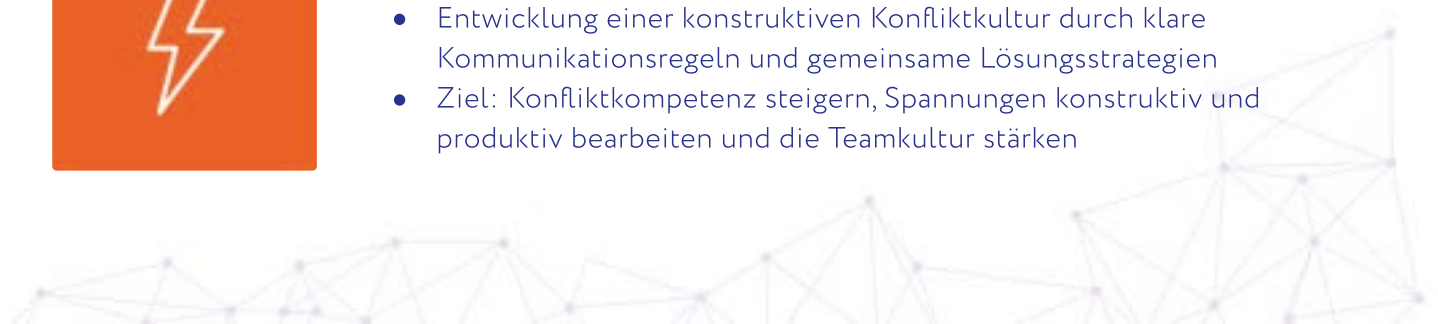 ● Entwicklung einer konstruktiven Konfliktkultur durch klare
Kommunikationsregeln und gemeinsame Lösungsstrategien
● Ziel: Konfliktkompetenz steigern, Spannungen konstruktiv und
produktiv bearbeiten und die Teamkultur stärken